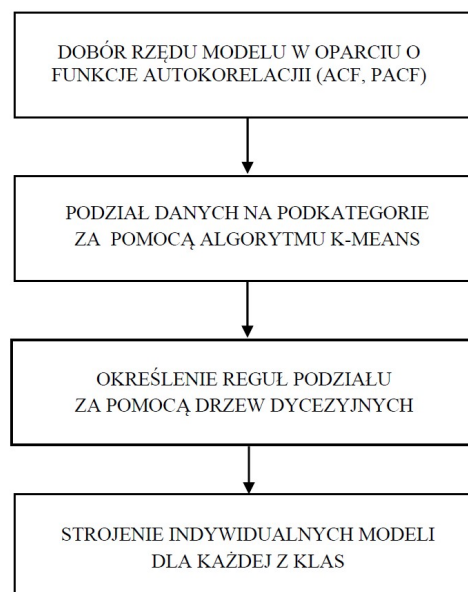 DOBÓR RZĘDU MODELU W OPARCIU O
FUNKCJE AUTOKORELACJII (ACF, PACF)
PODZIAŁ DANYCH NA PODKATEGORIE
ZA POMOCĄ ALGORYTMU K-MEANS
OKREŚLENIE REGUŁ PODZIAŁU
ZA POMOCĄ DRZEW DYCEZYJNYCH
STROJENIE INDYWIDUALNYCH MODELI
DLA KAŻDEJ Z KLAS